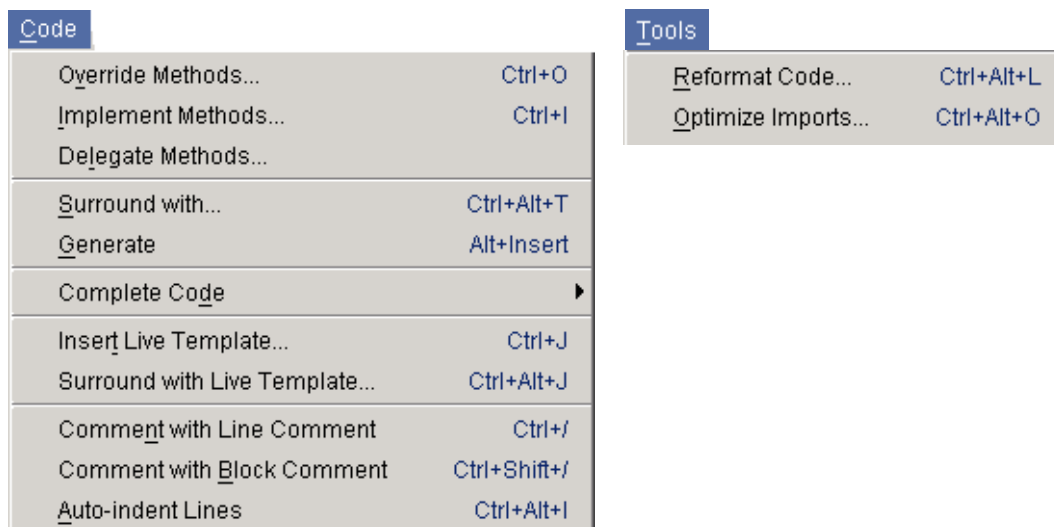 Code
Override Methods... Ctrl+O
Implement Methods... Ctrl+I
Delegate Methods...
Surround with... Ctrl+Alt+T
Generate Alt+Insert
Complete Code
Insert Live Template... Ctrl+J
Surround with Live Template... Ctrl+Alt+J
Comment with Line Comment Ctrl+/
Comment with Block Comment Ctrl+Shift+/
Auto-indent Lines Ctrl+Alt+I
Tools
Reformat Code... Ctrl+Alt+L
Optimize Imports... Ctrl+Alt+O